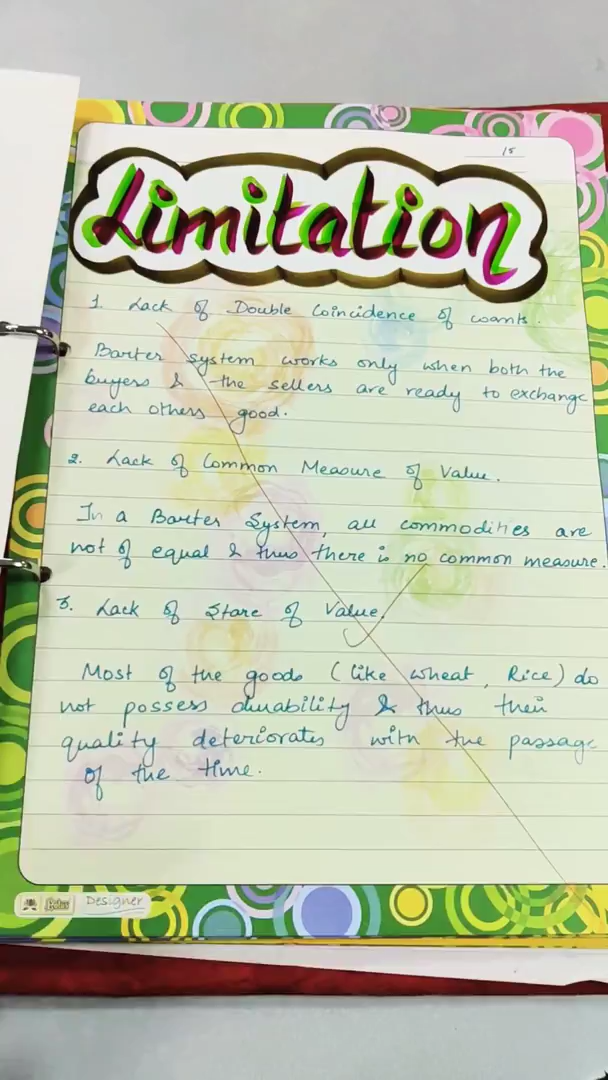 15
Limitation
1. Lack of Double Coincidence of wants.
Barter system works only when both the
buyers & the sellers are ready to exchange
each others good.
2. Lack of Common Measure of Value.
In a Barter System, all commodities are
not of equal & thus there is no common measure.
3. Lack of Store of Value.
Most of the goods (like wheat, Rice) do
not possess durability & thus their
quality deteriorates with the passage
of the time.
Lotus Designer